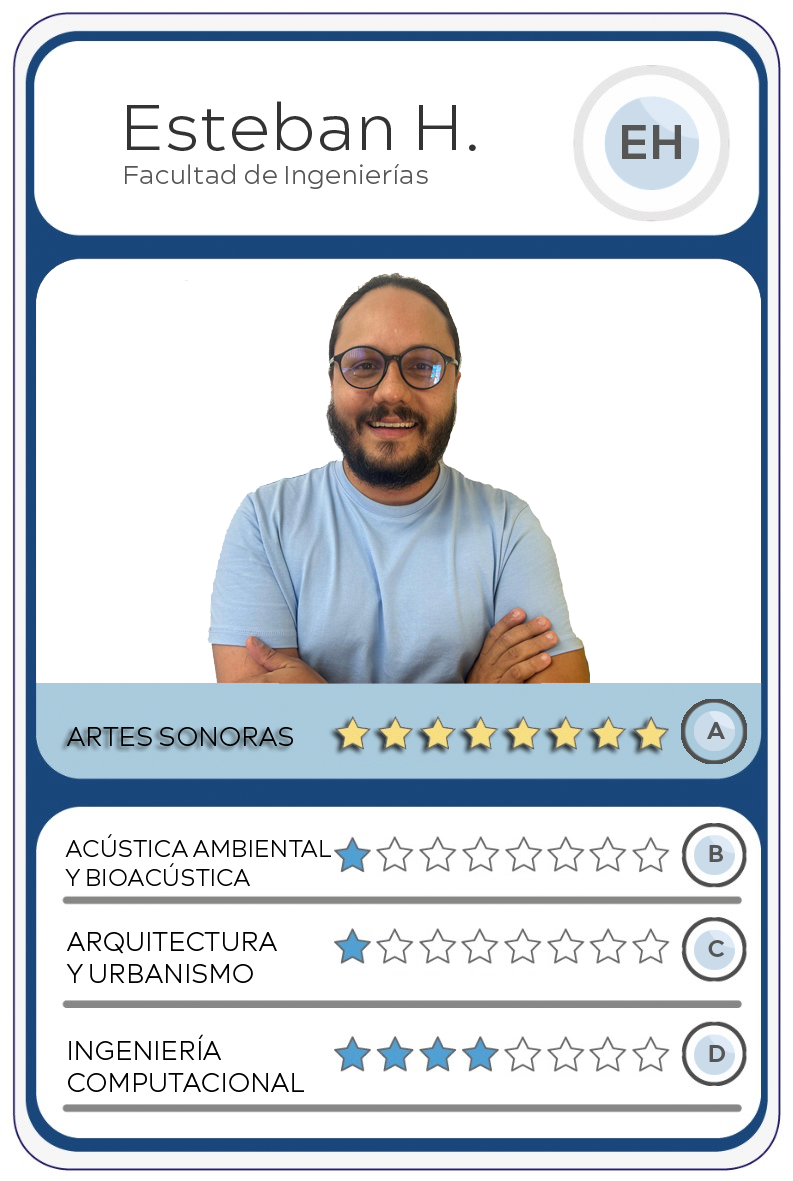 Esteban H.
Facultad de Ingenierías
EH
ARTES SONORAS
A
ACÚSTICA AMBIENTAL
Y BIOACÚSTICA
B
ARQUITECTURA
Y URBANISMO
C
INGENIERÍA
COMPUTACIONAL
D